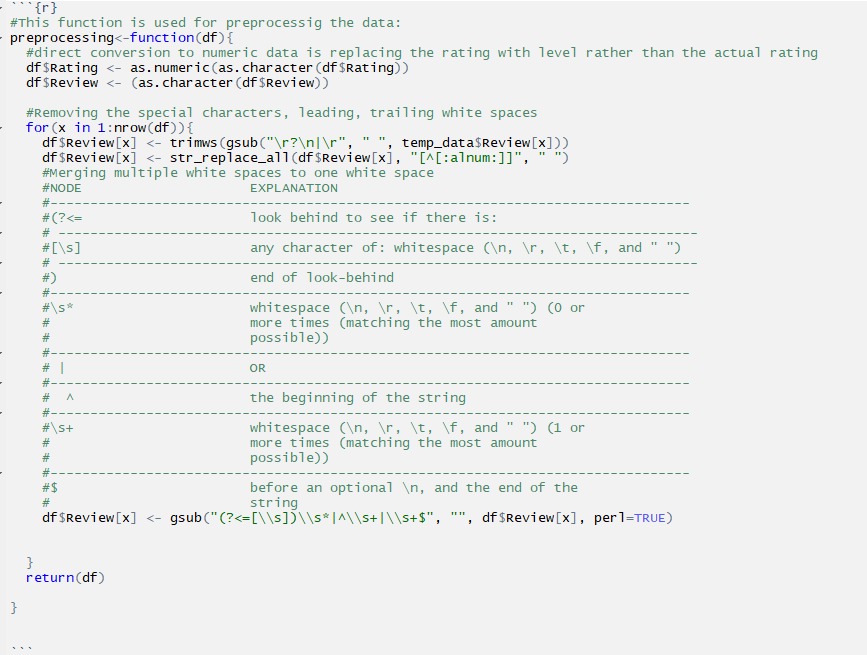 ```{r}
#This function is used for preprocessig the data:
preprocessing<-function(df){
  #direct conversion to numeric data is replacing the rating with level rather than the actual rating
  df$Rating <- as.numeric(as.character(df$Rating))
  df$Review <- (as.character(df$Review))

  #Removing the special characters, leading, trailing white spaces
  for(x in 1:nrow(df)){
    df$Review[x] <- trimws(gsub("\r?\n|\r", " ", temp_data$Review[x]))
    df$Review[x] <- str_replace_all(df$Review[x], "[^[:alnum:]]", " ")
    #Merging multiple white spaces to one white space
    #NODE                     EXPLANATION
    #--------------------------------------------------------------------------------
    #(?<=                     look behind to see if there is:
    # --------------------------------------------------------------------------------
    #[\s]                     any character of: whitespace (\n, \r, \t, \f, and " ")
    # --------------------------------------------------------------------------------
    #)                        end of look-behind
    #--------------------------------------------------------------------------------
    #\s*                      whitespace (\n, \r, \t, \f, and " ") (0 or
    #                         more times (matching the most amount
    #                         possible))
    #--------------------------------------------------------------------------------
    # |                       OR
    #--------------------------------------------------------------------------------
    #  ^                      the beginning of the string
    #--------------------------------------------------------------------------------
    #\s+                      whitespace (\n, \r, \t, \f, and " ") (1 or
    #                         more times (matching the most amount
    #                         possible))
    #--------------------------------------------------------------------------------
    #$                        before an optional \n, and the end of the
    #                         string
    df$Review[x] <- gsub("(?<=[\\s])\\s*|^\\s+|\\s+$", "", df$Review[x], perl=TRUE)

  }
  return(df)

}

```